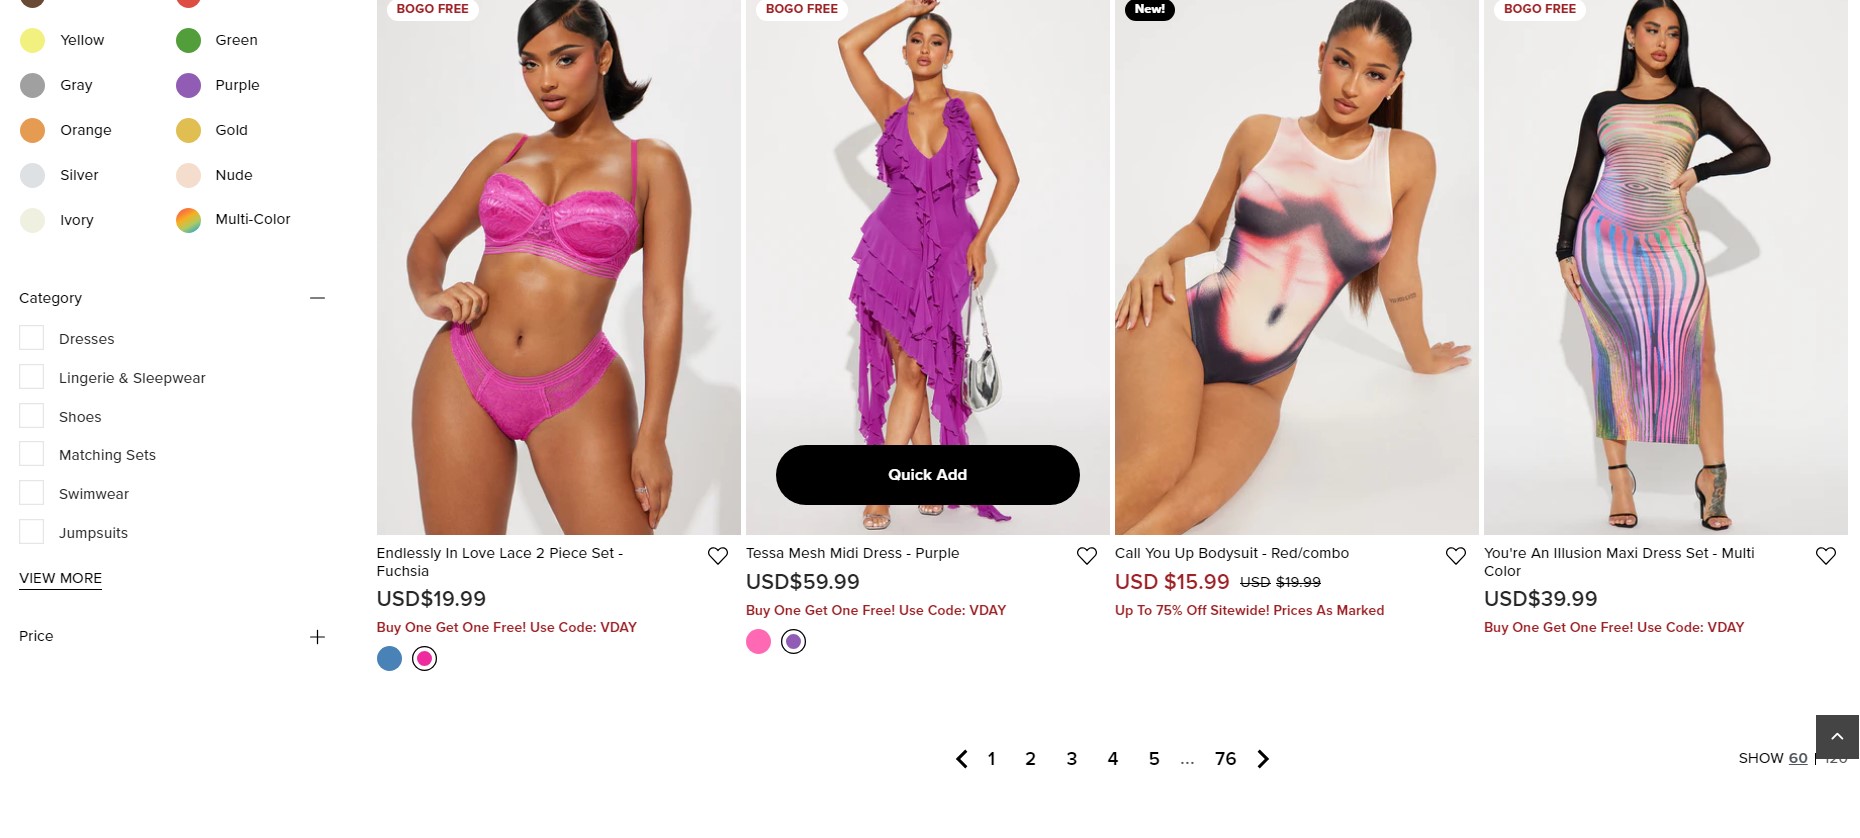 BOGO FREE
BOGO FREE
New!
BOGO FREE
Yellow
Green
Gray
Purple
Orange
Gold
Silver
Nude
Ivory
Multi-Color
Category
Dresses
Lingerie & Sleepwear
Shoes
Matching Sets
Swimwear
Jumpsuits
VIEW MORE
Price
Quick Add
Endlessly In Love Lace 2 Piece Set -
Fuchsia
USD$19.99
Buy One Get One Free! Use Code: VDAY
Tessa Mesh Midi Dress - Purple
USD$59.99
Buy One Get One Free! Use Code: VDAY
Call You Up Bodysuit - Red/combo
USD $15.99 USD $19.99
Up To 75% Off Sitewide! Prices As Marked
You're An Illusion Maxi Dress Set - Multi
Color
USD$39.99
Buy One Get One Free! Use Code: VDAY
1 2 3 4 5 ... 76
SHOW 60 |